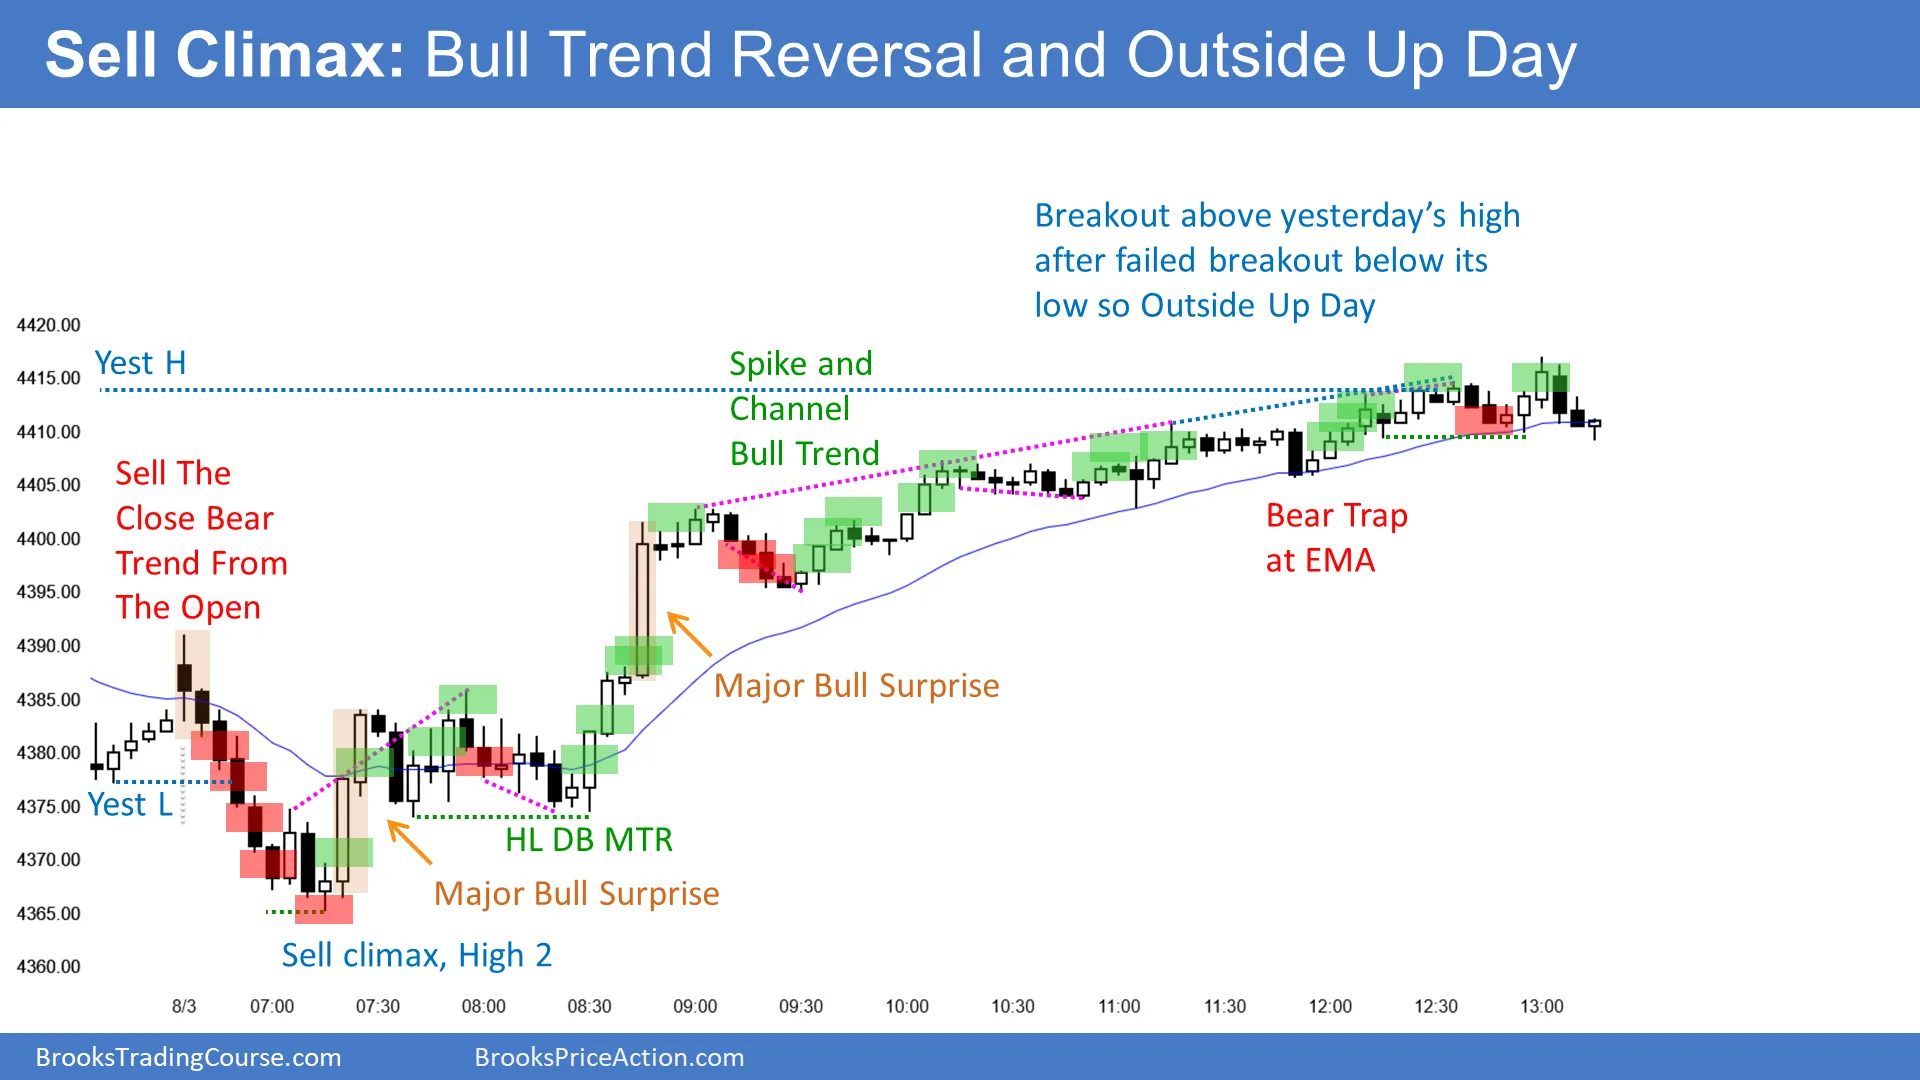 Sell Climax: Bull Trend Reversal and Outside Up Day
Breakout above yesterday's high
after failed breakout below its
low so Outside Up Day
4420.00
4415.00
4410.00
4405.00
4400.00
4395.00
4390.00
4385.00
4380.00
4375.00
4370.00
4365.00
4360.00
Yest H
Spike and
Channel
Bull Trend
Sell The
Close Bear
Trend From
The Open
Bear Trap
at EMA
Major Bull Surprise
Yest L
HL DB MTR
Major Bull Surprise
Sell climax, High 2
8/3
07:00
07:30
08:00
08:30
09:00
09:30
10:00
10:30
11:00
11:30
12:00
12:30
13:00
BrooksTradingCourse.com
BrooksPriceAction.com